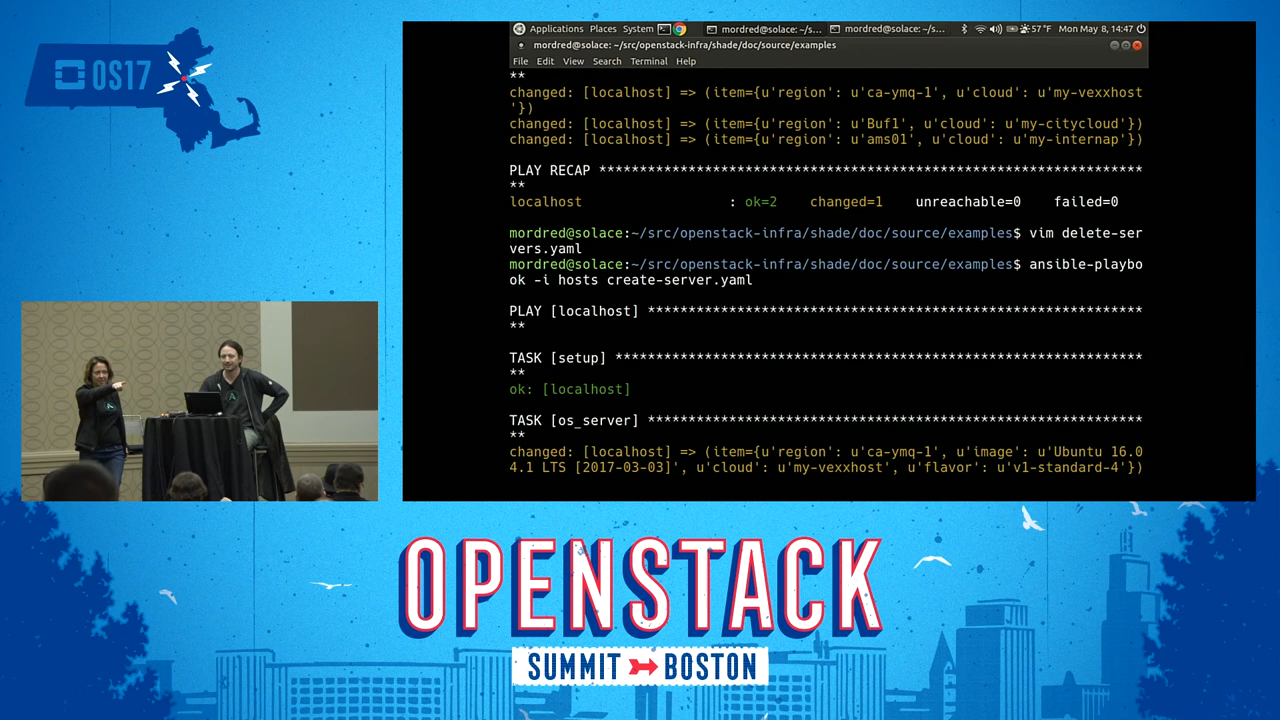 OS17
Applications Places System mordred@solace: ~/s... mordred@solace: ~/s... 57 °F Mon May 8, 14:47
mordred@solace: ~/src/openstack-infra/shade/doc/source/examples
File Edit View Search Terminal Help
**
changed: [localhost] => (item={u'region': u'ca-ymq-1', u'cloud': u'my-vexxhost
'})
changed: [localhost] => (item={u'region': u'Buf1', u'cloud': u'my-citycloud'})
changed: [localhost] => (item={u'region': u'ams01', u'cloud': u'my-internap'})
PLAY RECAP *******************************************************************
**
localhost : ok=2 changed=1 unreachable=0 failed=0
mordred@solace:~/src/openstack-infra/shade/doc/source/examples$ vim delete-ser
vers.yaml
mordred@solace:~/src/openstack-infra/shade/doc/source/examples$ ansible-playbo
ok -i hosts create-server.yaml
PLAY [localhost] *************************************************************
**
TASK [setup] *****************************************************************
**
ok: [localhost]
TASK [os_server] *************************************************************
**
changed: [localhost] => (item={u'region': u'ca-ymq-1', u'image': u'Ubuntu 16.0
4.1 LTS [2017-03-03]', u'cloud': u'my-vexxhost', u'flavor': u'v1-standard-4'})
OPENSTACK
SUMMIT BOSTON